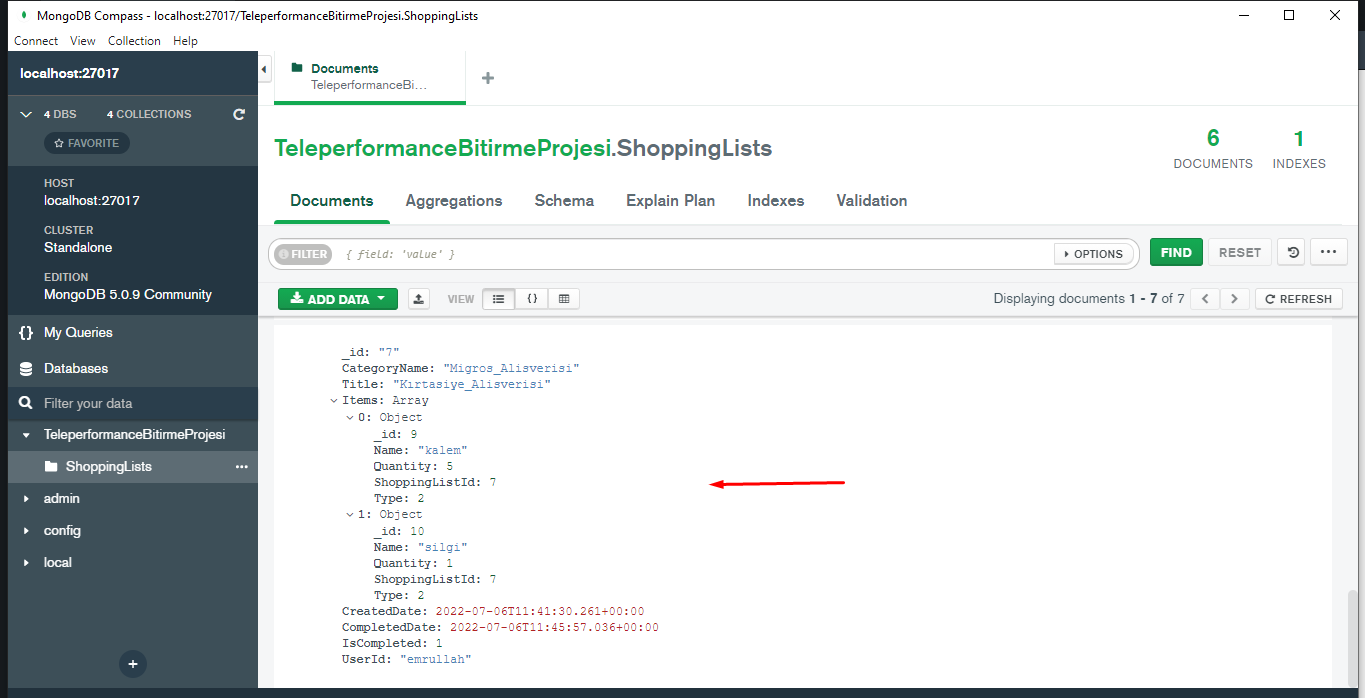 MongoDB Compass - localhost:27017/TeleperformanceBitirmeProjesi.ShoppingLists
Connect View Collection Help
localhost:27017
4 DBS 4 COLLECTIONS
FAVORITE
HOST
localhost:27017
CLUSTER
Standalone
EDITION
MongoDB 5.0.9 Community
{} My Queries
Databases
Filter your data
TeleperformanceBitirmeProjesi
ShoppingLists
admin
config
local
Documents
TeleperformanceBi...
TeleperformanceBitirmeProjesi.ShoppingLists
6 DOCUMENTS
1 INDEXES
Documents Aggregations Schema Explain Plan Indexes Validation
FILTER { field: 'value' } OPTIONS FIND RESET
ADD DATA VIEW {} Displaying documents 1 - 7 of 7 REFRESH
_id: "7"
CategoryName: "Migros_Alisverisi"
Title: "Kırtasiye_Alisverisi"
Items: Array
0: Object
_id: 9
Name: "kalem"
Quantity: 5
ShoppingListId: 7
Type: 2
1: Object
_id: 10
Name: "silgi"
Quantity: 1
ShoppingListId: 7
Type: 2
CreatedDate: 2022-07-06T11:41:30.261+00:00
CompletedDate: 2022-07-06T11:45:57.036+00:00
IsCompleted: 1
UserId: "emrullah"